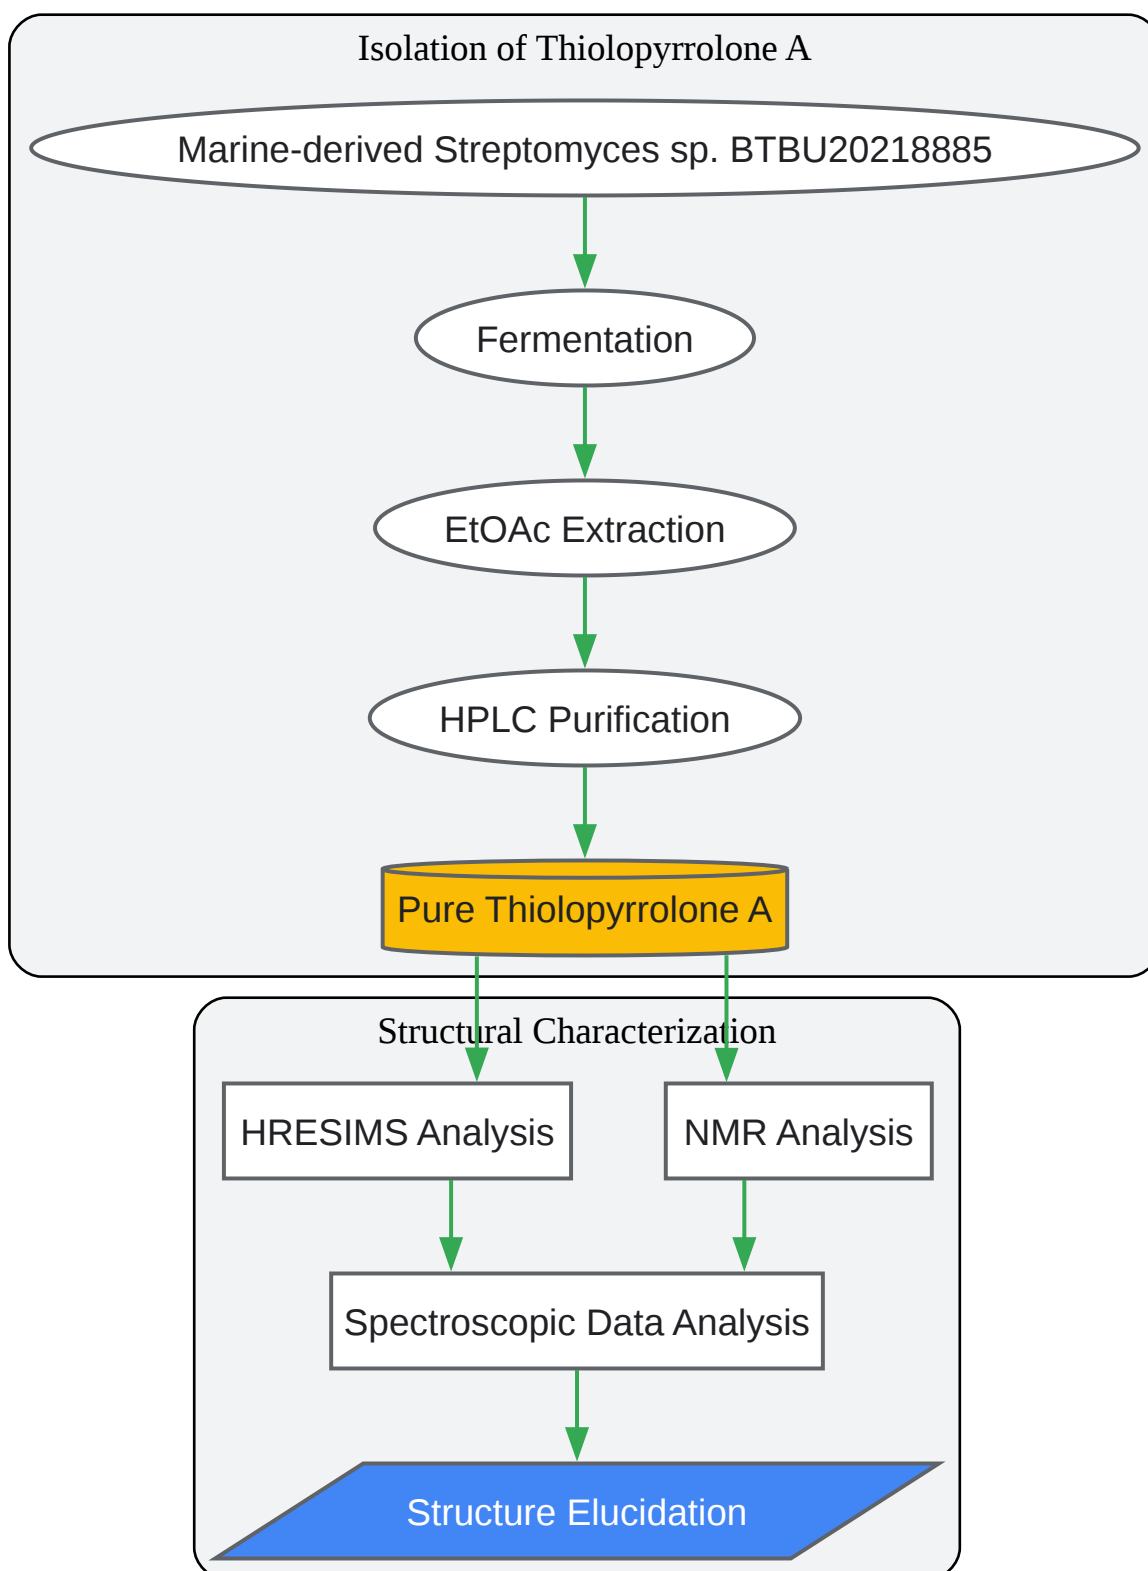 Isolation of Thiolopyrrolone A
Marine-derived Streptomyces sp. BTBU20218885
Fermentation
EtOAc Extraction
HPLC Purification
Pure Thiolopyrrolone A
Structural Characterization
HRESIMS Analysis
NMR Analysis
Spectroscopic Data Analysis
Structure Elucidation